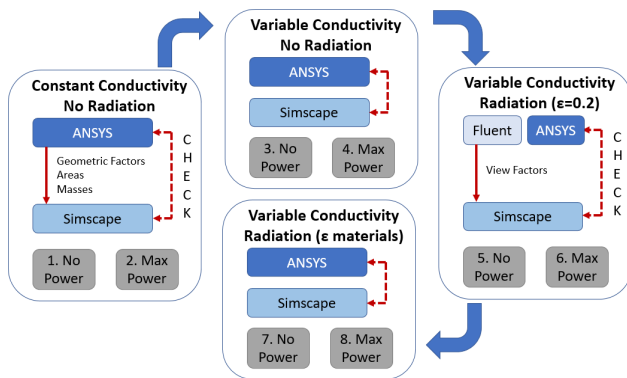 Constant Conductivity
No Radiation
ANSYS
Geometric Factors
Areas
Masses
CHECK
Simscape
1. No
Power
2. Max
Power
Variable Conductivity
No Radiation
ANSYS
Simscape
3. No
Power
4. Max
Power
Variable Conductivity
Radiation (ε=0.2)
Fluent
ANSYS
View Factors
CHECK
Simscape
5. No
Power
6. Max
Power
Variable Conductivity
Radiation (ε materials)
ANSYS
Simscape
7. No
Power
8. Max
Power